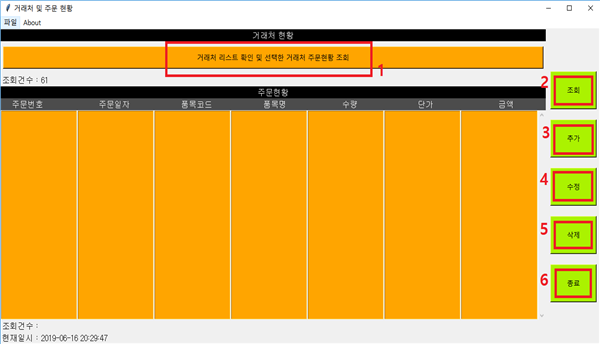 거래처 및 주문 현황
파일 About
거래처 현황
거래처 리스트 확인 및 선택한 거래처 주문현황 조회
1
조회건수 : 61
주문현황
주문번호 주문일자 품목코드 품목명 수량 단가 금액
2 조회
3 추가
4 수정
5 삭제
6 종료
조회건수 :
현재일시 : 2019-06-16 20:29:47